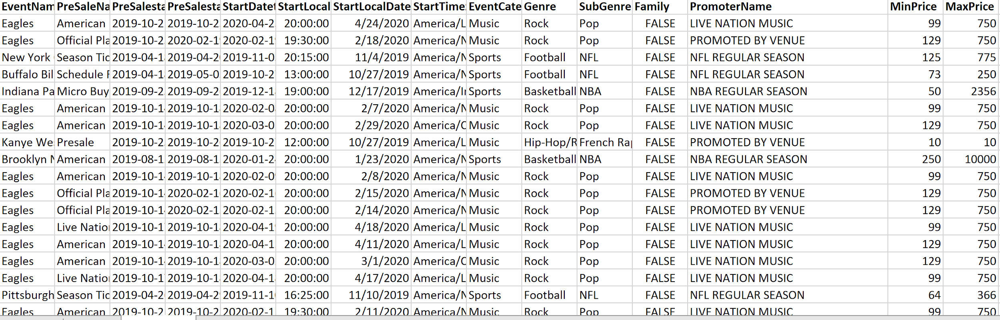 EventNam PreSaleNa PreSalesta PreSalesta StartDatet StartLocal StartLocalDate StartTime EventCate Genre SubGenre Family PromoterName MinPrice MaxPrice
Eagles American 2019-10-2 2019-10-2 2020-04-2 20:00:00 4/24/2020 America/L Music Rock Pop FALSE LIVE NATION MUSIC 99 750
Eagles Official Pla 2019-10-2 2020-02-1 2020-02-1 19:30:00 2/18/2020 America/N Music Rock Pop FALSE PROMOTED BY VENUE 129 750
New York Season Tic 2019-04-1 2019-04-2 2019-11-0 20:15:00 11/4/2019 America/N Sports Football NFL FALSE NFL REGULAR SEASON 125 775
Buffalo Bil Schedule F 2019-04-1 2019-05-0 2019-10-2 13:00:00 10/27/2019 America/N Sports Football NFL FALSE NFL REGULAR SEASON 73 250
Indiana Pa Micro Buy 2019-09-2 2019-09-2 2019-12-1 19:00:00 12/17/2019 America/I Sports Basketball NBA FALSE NBA REGULAR SEASON 50 2356
Eagles American 2019-10-1 2019-10-1 2020-02-0 20:00:00 2/7/2020 America/N Music Rock Pop FALSE LIVE NATION MUSIC 99 750
Eagles American 2019-10-1 2019-10-1 2020-03-0 20:00:00 2/29/2020 America/C Music Rock Pop FALSE LIVE NATION MUSIC 129 750
Kanye We Presale 2019-10-2 2019-10-2 2019-10-2 12:00:00 10/27/2019 America/L Music Hip-Hop/R French Ra FALSE PROMOTED BY VENUE 10 10
Brooklyn N American 2019-08-1 2019-08-1 2020-01-2 20:00:00 1/23/2020 America/N Sports Basketball NBA FALSE NBA REGULAR SEASON 250 10000
Eagles American 2019-10-1 2019-10-1 2020-02-0 20:00:00 2/8/2020 America/N Music Rock Pop FALSE LIVE NATION MUSIC 99 750
Eagles Official Pla 2019-10-1 2020-02-1 2020-02-1 20:00:00 2/15/2020 America/N Music Rock Pop FALSE PROMOTED BY VENUE 129 750
Eagles Official Pla 2019-10-1 2020-02-1 2020-02-1 20:00:00 2/14/2020 America/N Music Rock Pop FALSE PROMOTED BY VENUE 129 750
Eagles Live Natio 2019-10-1 2019-10-1 2020-04-1 20:00:00 4/18/2020 America/L Music Rock Pop FALSE LIVE NATION MUSIC 99 750
Eagles American 2019-10-1 2019-10-1 2020-04-1 20:00:00 4/11/2020 America/L Music Rock Pop FALSE LIVE NATION MUSIC 129 750
Eagles American 2019-10-1 2019-10-1 2020-03-0 20:00:00 3/1/2020 America/C Music Rock Pop FALSE LIVE NATION MUSIC 129 750
Eagles Live Natio 2019-10-1 2019-10-1 2020-04-1 20:00:00 4/17/2020 America/L Music Rock Pop FALSE LIVE NATION MUSIC 99 750
Pittsburgh Season Tic 2019-04-2 2019-04-2 2019-11-1 16:25:00 11/10/2019 America/N Sports Football NFL FALSE NFL REGULAR SEASON 64 366
Eagles American 2019-10-2 2019-10-2 2020-02-1 19:30:00 2/11/2020 America/N Music Rock Pop FALSE LIVE NATION MUSIC 99 750